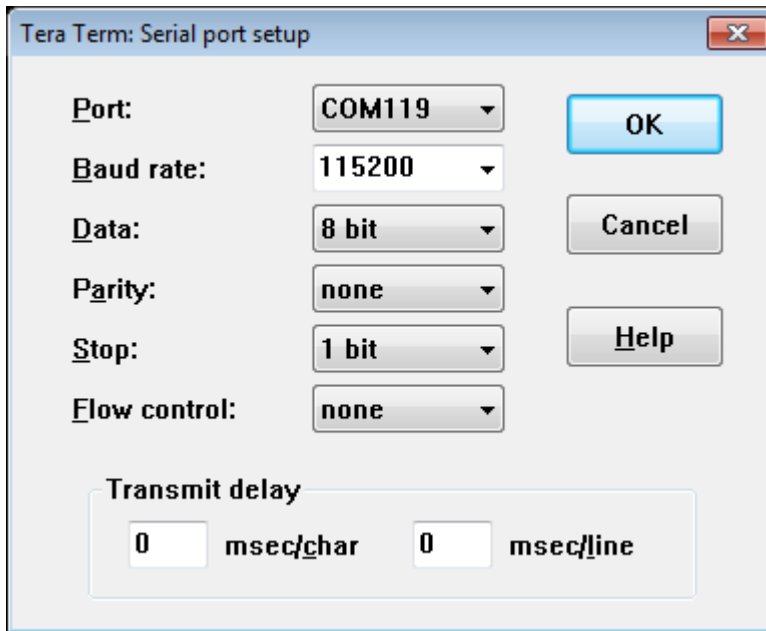 Tera Term: Serial port setup
Port: COM119 OK
Baud rate: 115200
Data: 8 bit Cancel
Parity: none
Stop: 1 bit Help
Flow control: none
Transmit delay
0 msec/char 0 msec/line